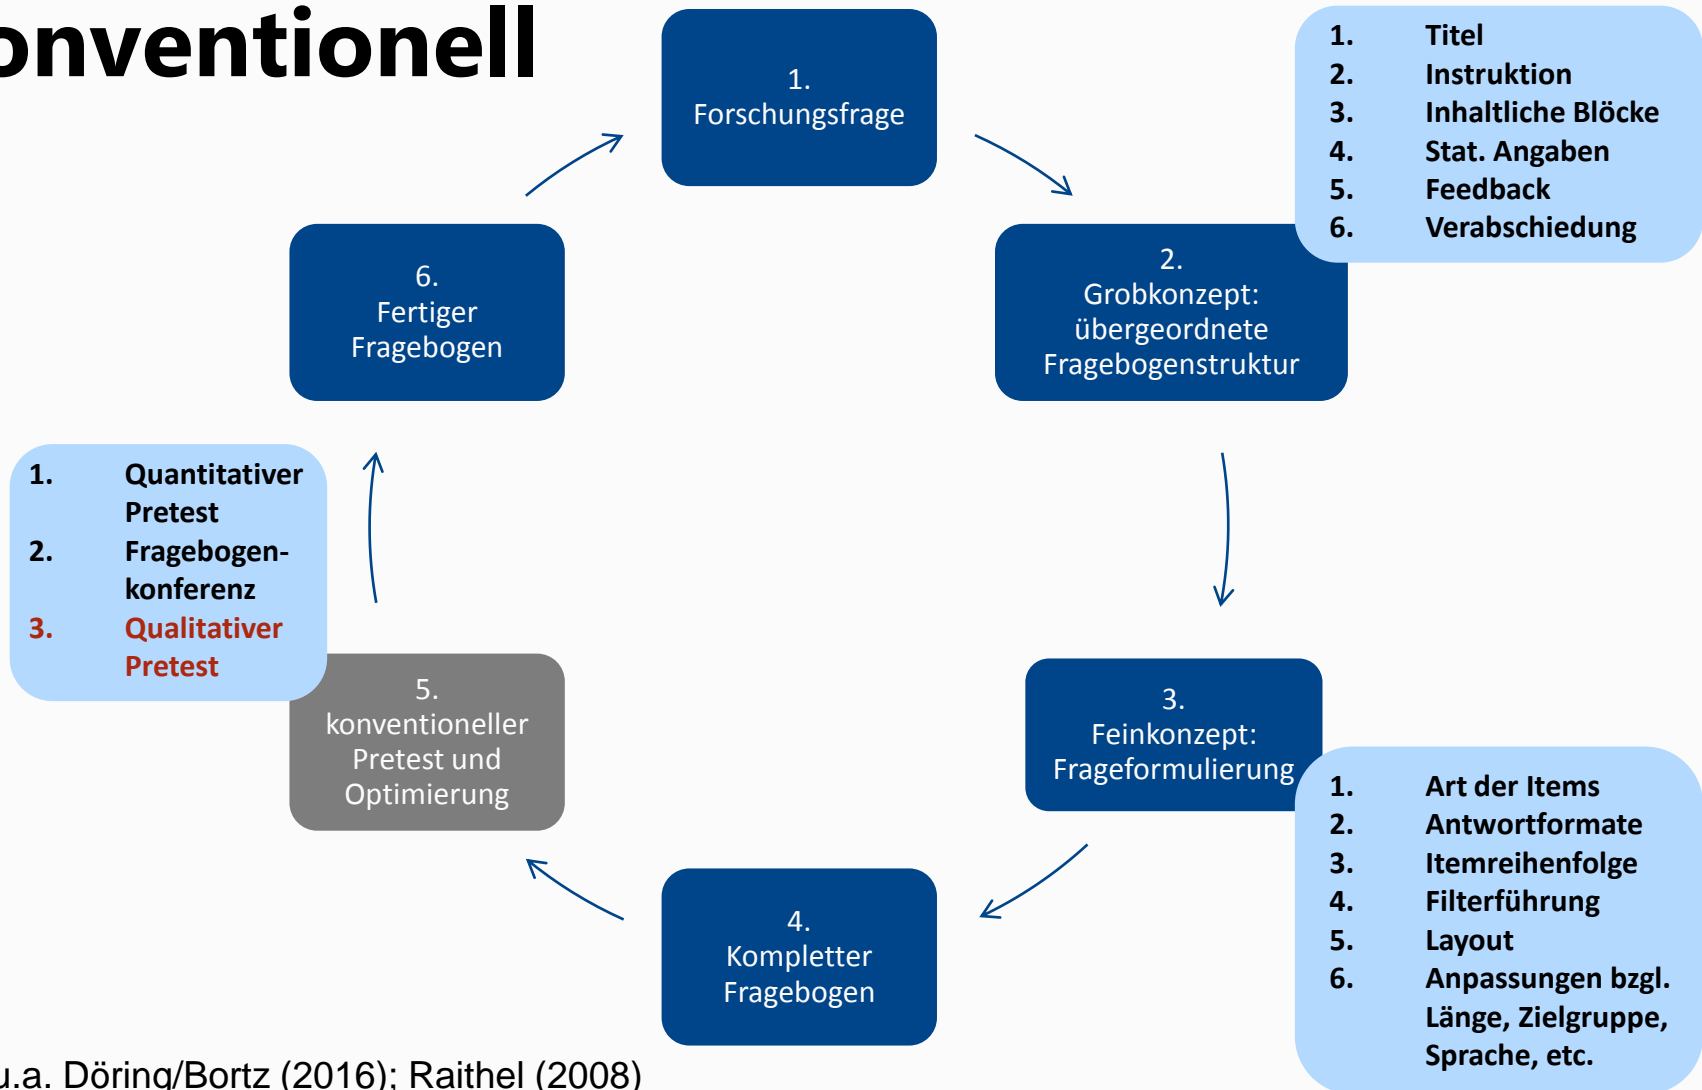 onventionell
1.
Forschungsfrage
1. Titel
2. Instruktion
3. Inhaltliche Blöcke
4. Stat. Angaben
5. Feedback
6. Verabschiedung
2.
Grobkonzept:
übergeordnete
Fragebogenstruktur
3.
Feinkonzept:
Frageformulierung
1. Art der Items
2. Antwortformate
3. Itemreihenfolge
4. Filterführung
5. Layout
6. Anpassungen bzgl.
Länge, Zielgruppe,
Sprache, etc.
4.
Kompletter
Fragebogen
5.
konventioneller
Pretest und
Optimierung
1. Quantitativer
Pretest
2. Fragebogen-
konferenz
3. Qualitativer
Pretest
6.
Fertiger
Fragebogen
u.a. Döring/Bortz (2016); Raithel (2008)